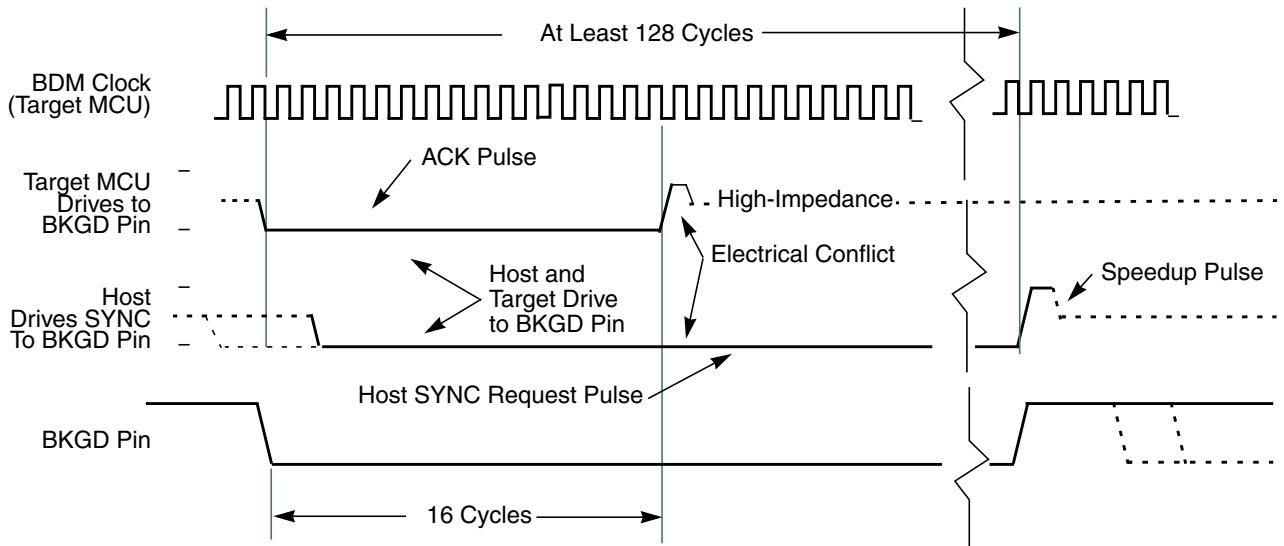 At Least 128 Cycles
BDM Clock
(Target MCU)
ACK Pulse
Target MCU
Drives to
BKGD Pin
High-Impedance
Electrical Conflict
Host and
Target Drive
to BKGD Pin
Speedup Pulse
Host
Drives SYNC
To BKGD Pin
Host SYNC Request Pulse
BKGD Pin
16 Cycles